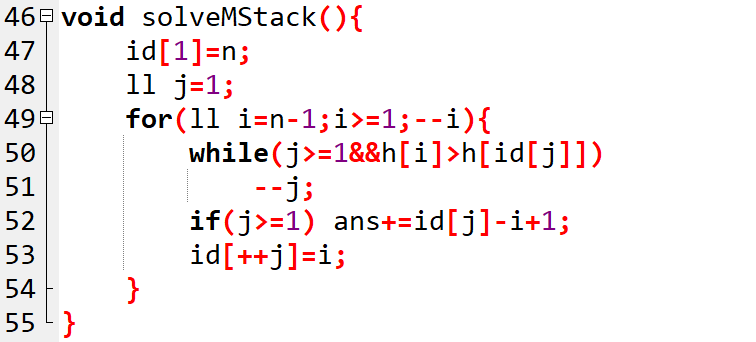 46 void solveMStack(){
47 id[1]=n;
48 ll j=1;
49 for(ll i=n-1;i>=1;--i){
50 while(j>=1&&h[i]>h[id[j]])
51 --j;
52 if(j>=1) ans+=id[j]-i+1;
53 id[++j]=i;
54 }
55 }